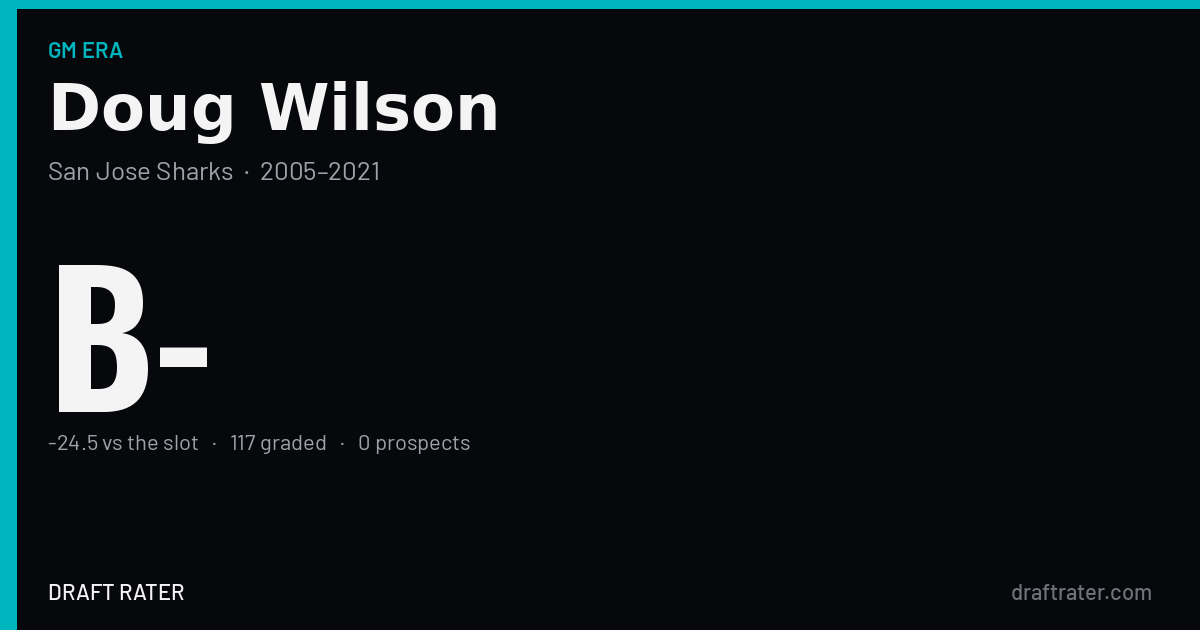 GM ERA
Doug Wilson
San Jose Sharks · 2005–2021
B-
-24.5 vs the slot · 117 graded · 0 prospects
DRAFT RATER
draftrater.com